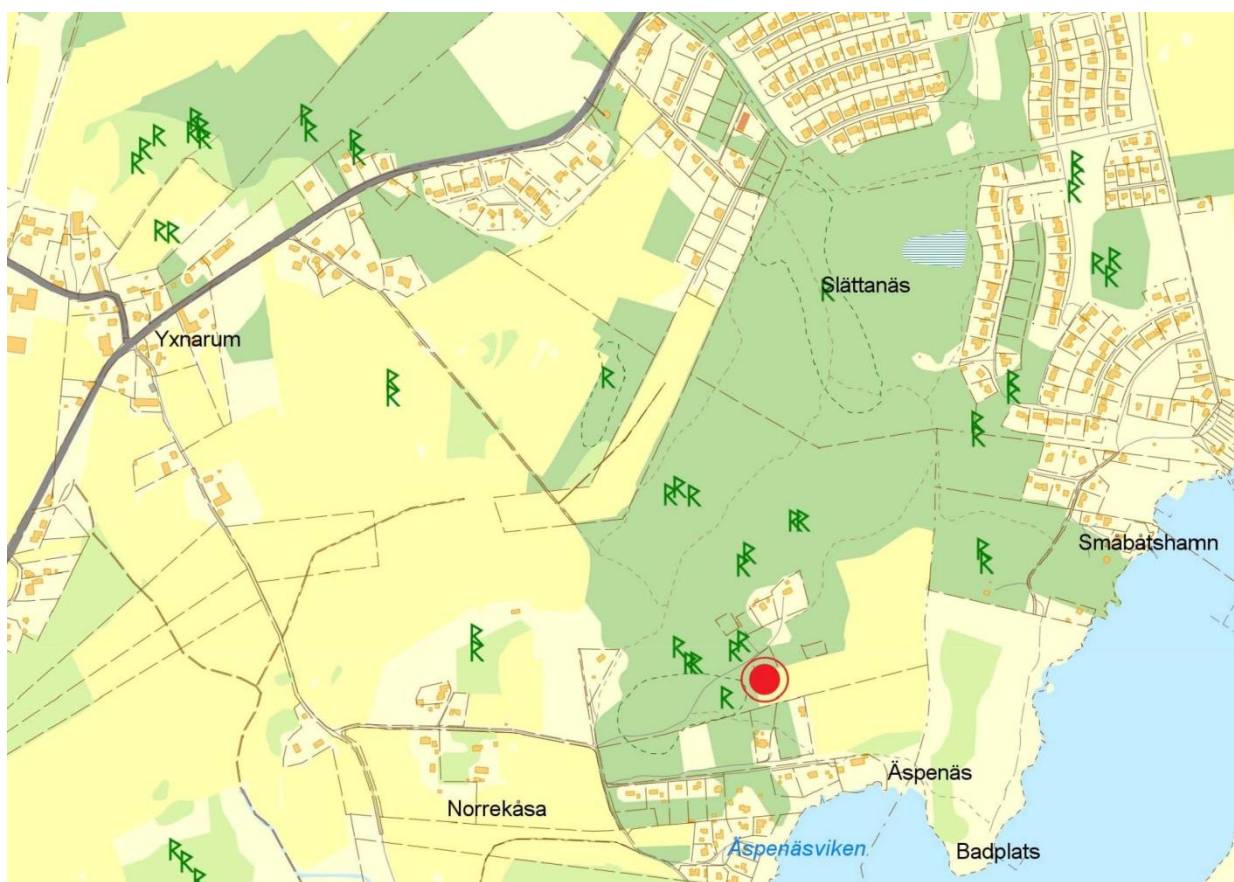 Slättanäs
Yxnarum
Småbåtshamn
Äspenäs
Norrekåsa
Äspenäsviken
Badplats